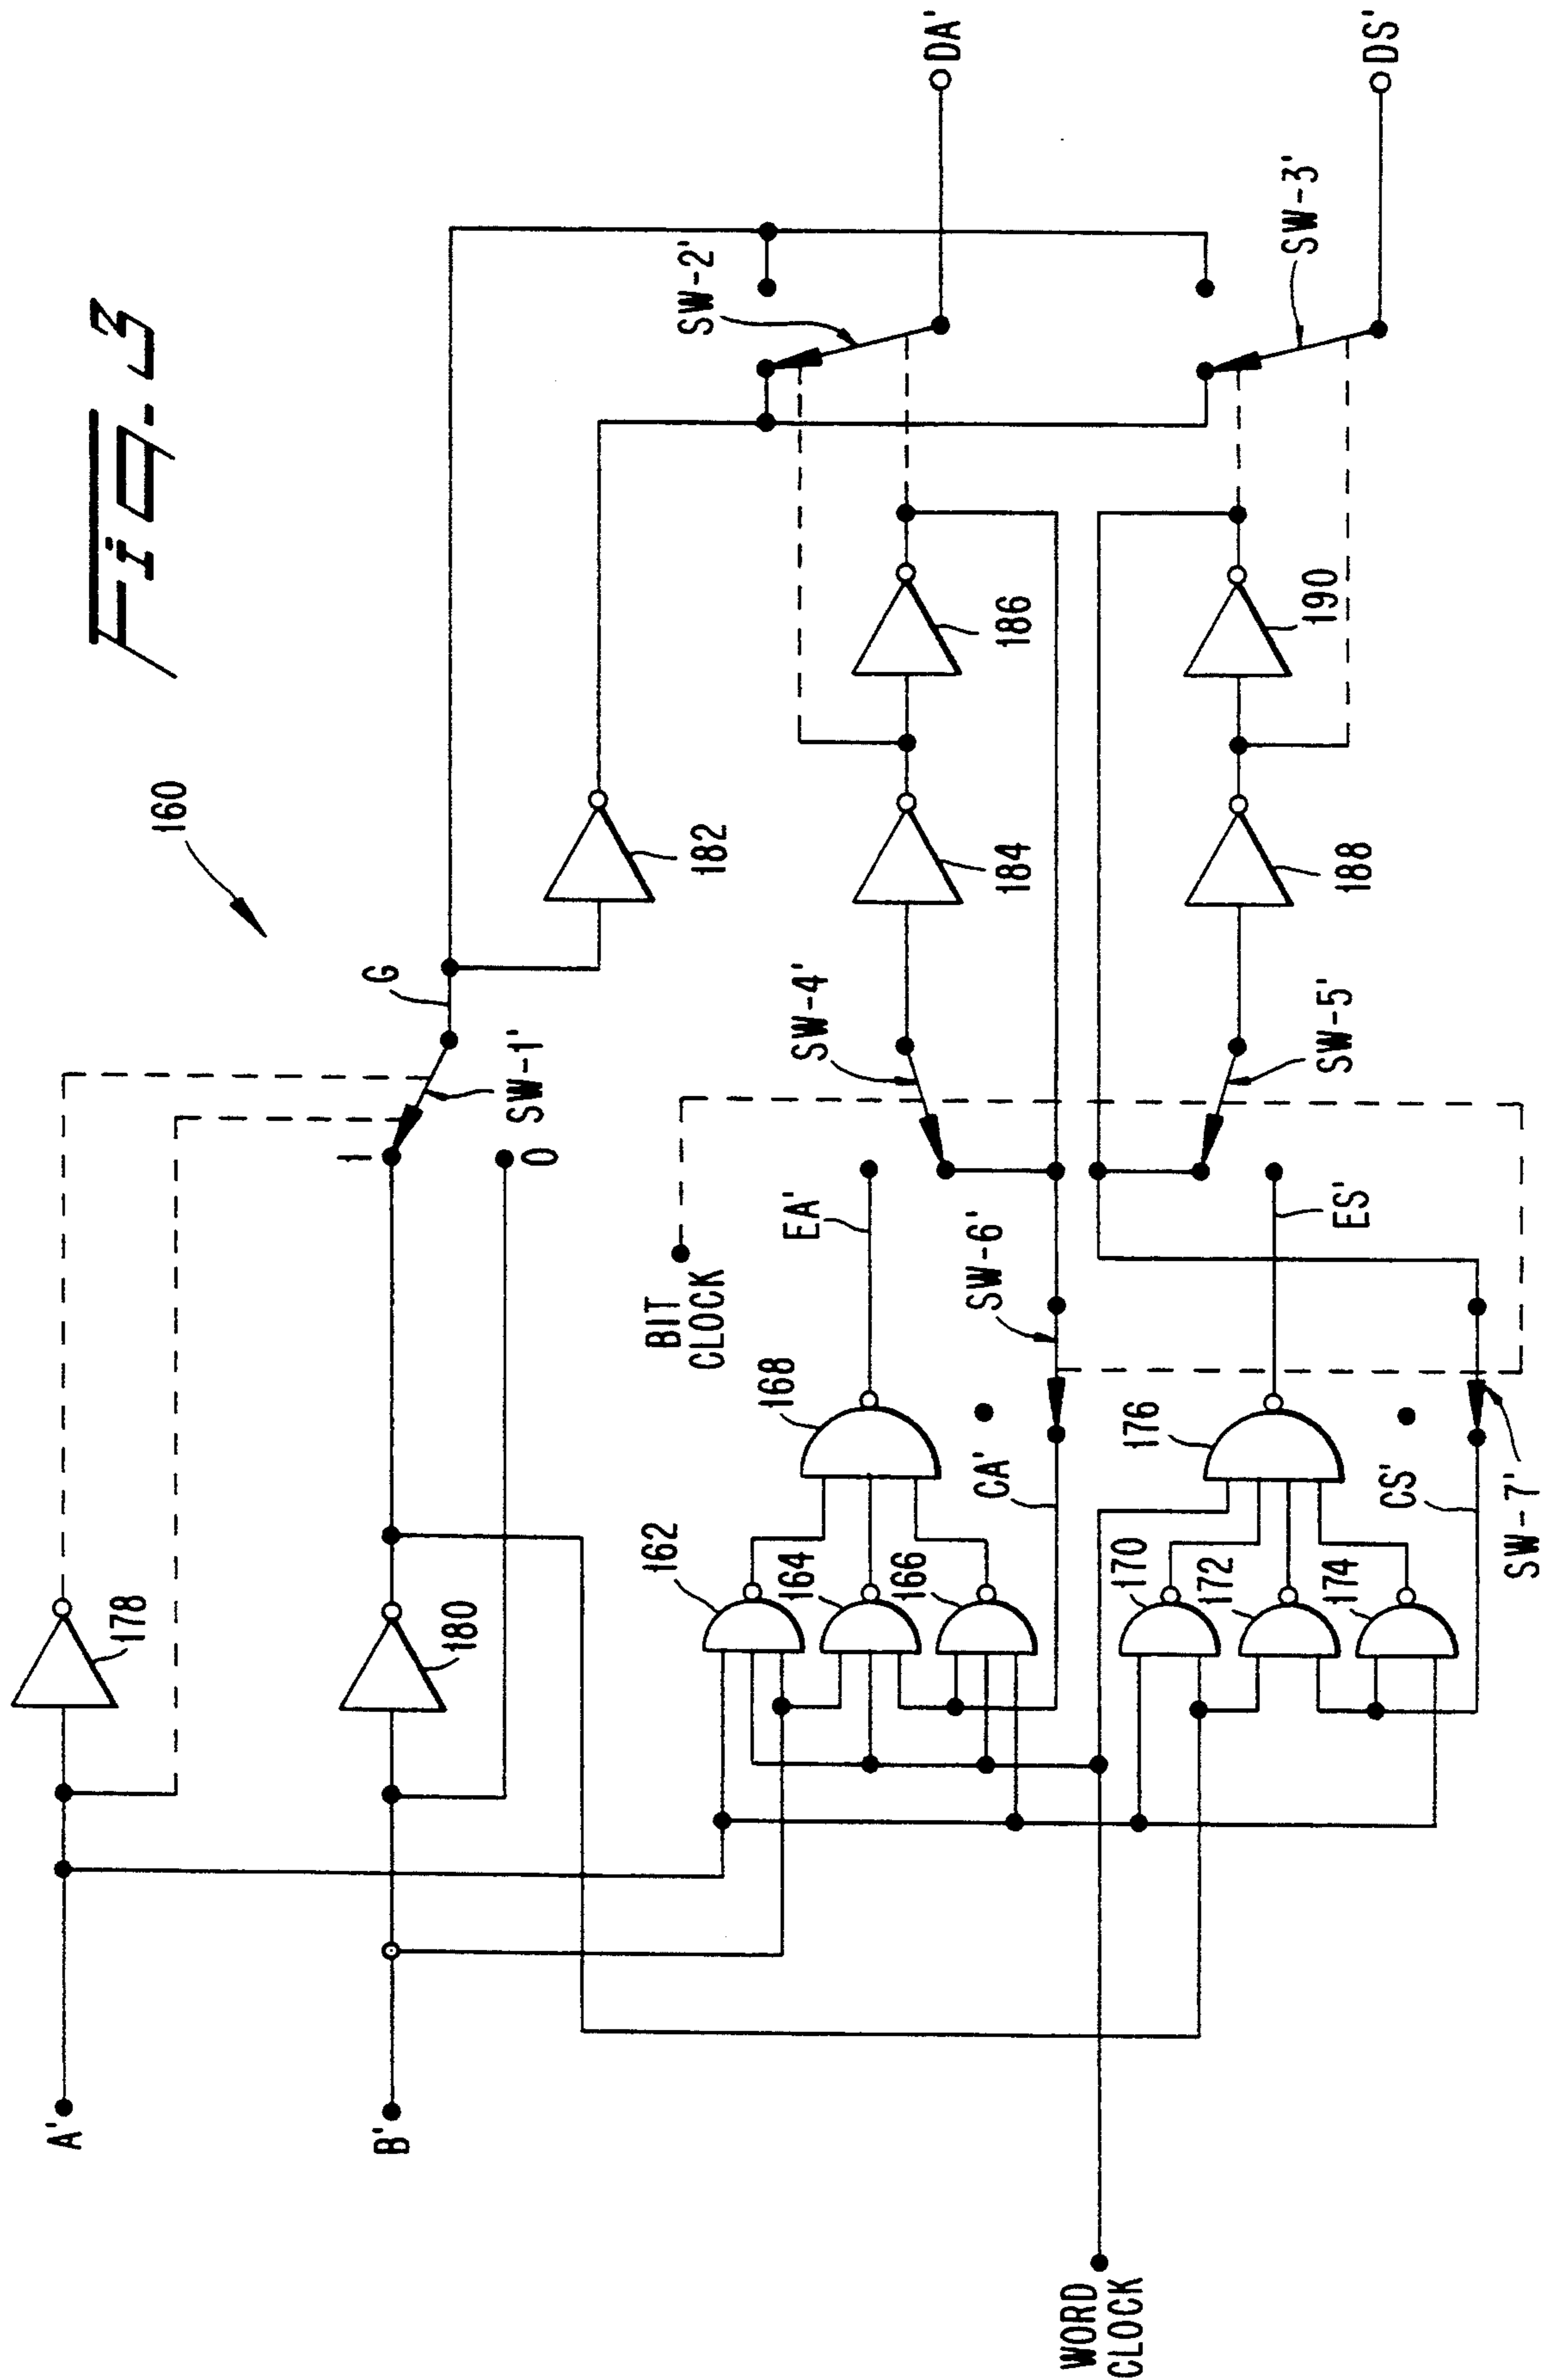 Fig. 3
160
A'
178
B'
180
1
SW-1'
0
G
182
BIT
CLOCK
162
164
166
168
EA'
CA'
SW-6'
SW-4'
184
186
SW-2'
DA'
WORD
CLOCK
170
172
174
176
ES'
CS'
SW-7'
SW-5'
188
190
SW-3'
DS'